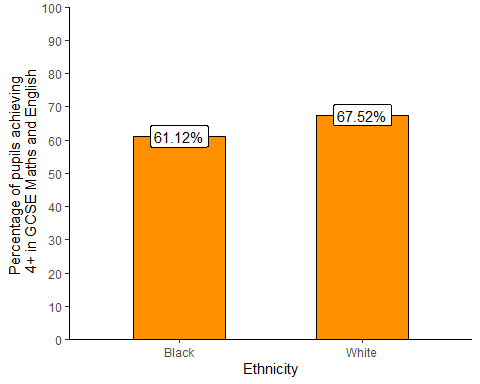 Percentage of pupils achieving
4+ in GCSE Maths and English
100
90
80
70
60
50
40
30
20
10
0
61.12%
67.52%
Black
White
Ethnicity